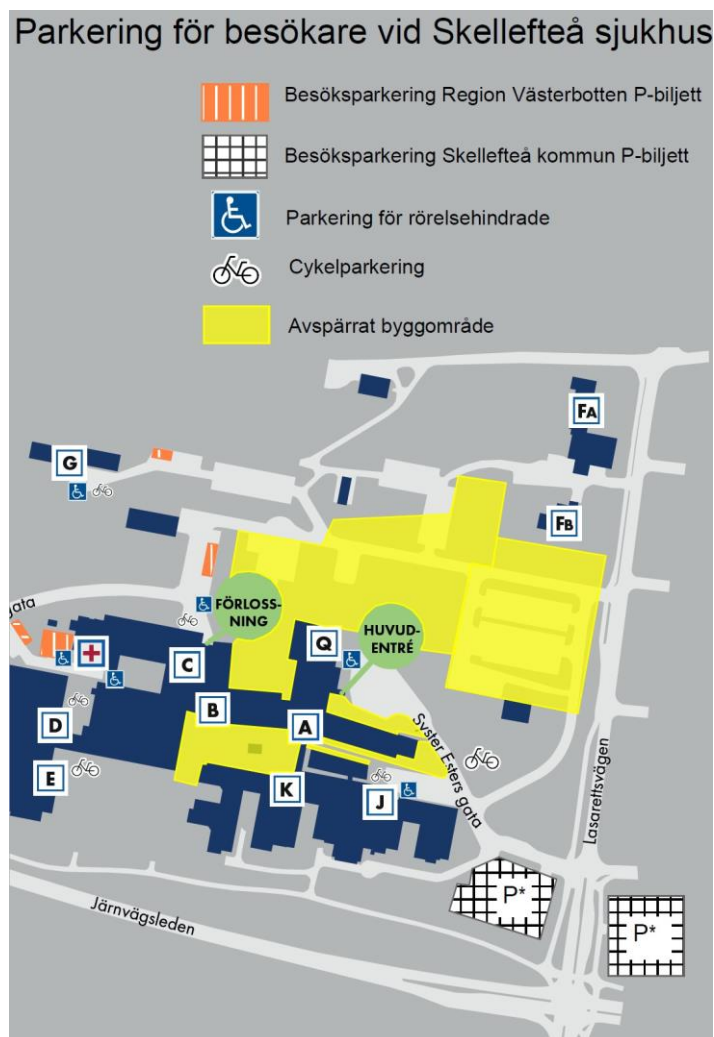 Parkering för besökare vid Skellefteå sjukhus
Besöksparkering Region Västerbotten P-biljett
Besöksparkering Skellefteå kommun P-biljett
Parkering för rörelsehindrade
Cykelparkering
Avspärrat byggområde
FA
G
FB
gata
FÖRLOSS-
NING
HUVUD-
ENTRÉ
Q
C
D
B
A
E
K
J
Syster Esters gata
Lasarettsvägen
Järnvägsleden
P*
P*